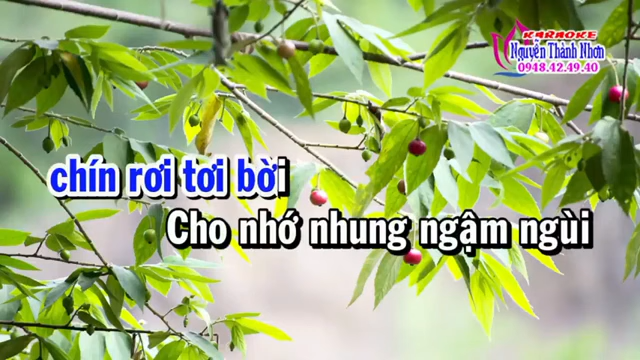 KARAOKE
Nguyễn Thành Nhơn
0948.42.49.40
chín rơi tơi bời
Cho nhớ nhung ngậm ngùi